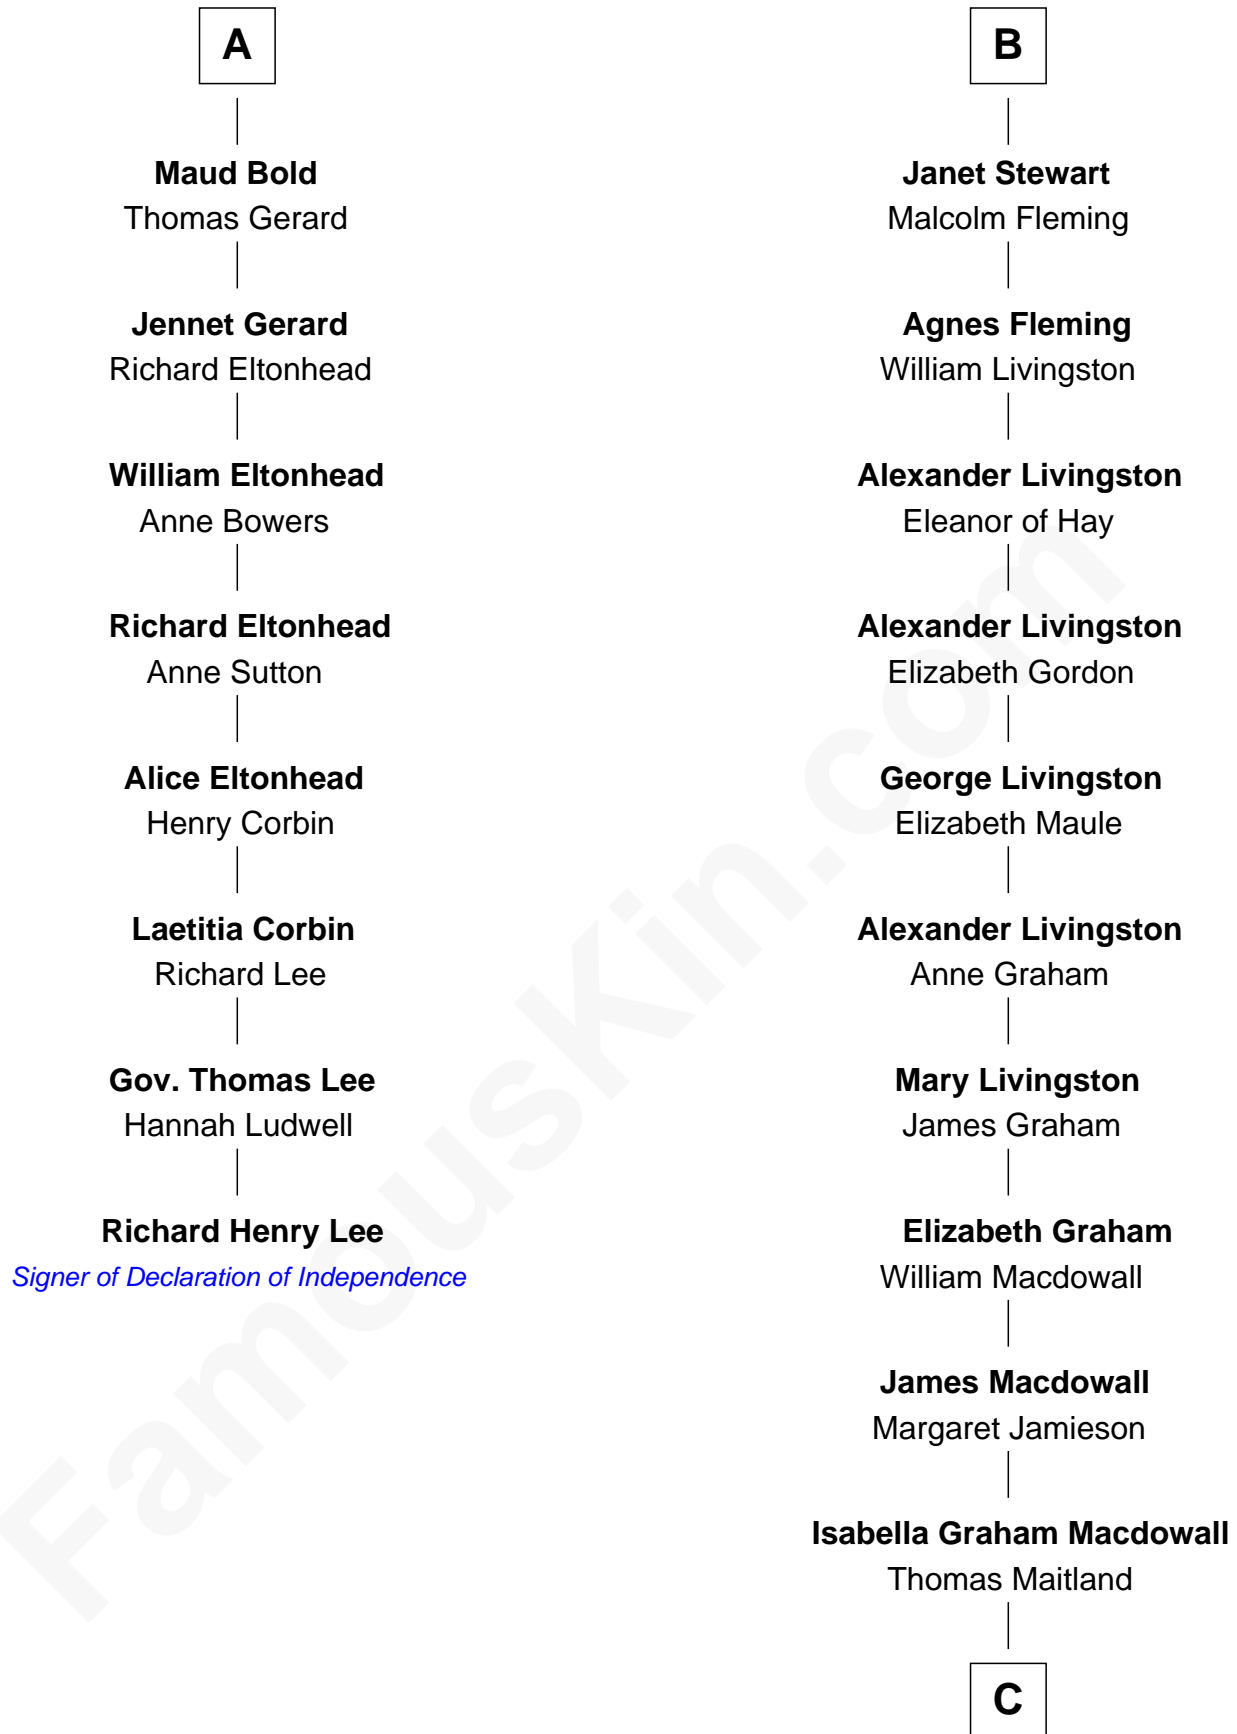 A
Maud Bold
Thomas Gerard
Jennet Gerard
Richard Eltonhead
William Eltonhead
Anne Bowers
Richard Eltonhead
Anne Sutton
Alice Eltonhead
Henry Corbin
Laetitia Corbin
Richard Lee
Gov. Thomas Lee
Hannah Ludwell
Richard Henry Lee
Signer of Declaration of Independence
B
Janet Stewart
Malcolm Fleming
Agnes Fleming
William Livingston
Alexander Livingston
Eleanor of Hay
Alexander Livingston
Elizabeth Gordon
George Livingston
Elizabeth Maule
Alexander Livingston
Anne Graham
Mary Livingston
James Graham
Elizabeth Graham
William Macdowall
James Macdowall
Margaret Jamieson
Isabella Graham Macdowall
Thomas Maitland
C
FamousKin.com